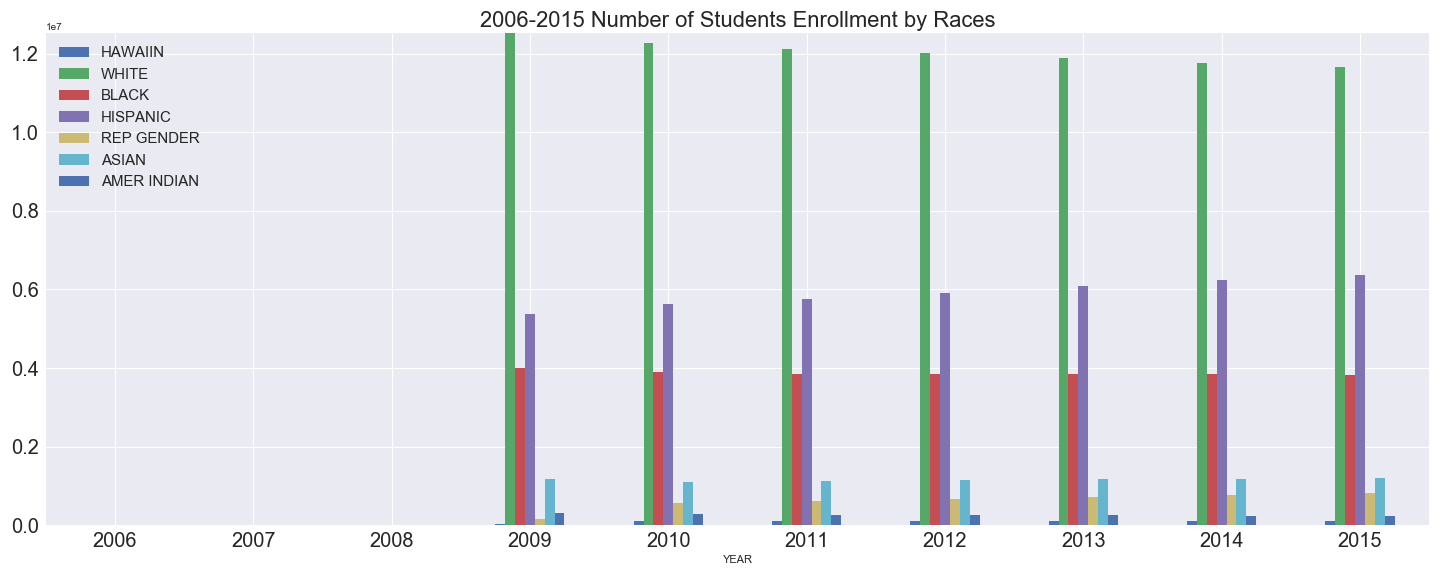 2006-2015 Number of Students Enrollment by Races
1e7
1.2
1.0
0.8
0.6
0.4
0.2
0.0
HAWAIIN
WHITE
BLACK
HISPANIC
REP GENDER
ASIAN
AMER INDIAN
2006 2007 2008 2009 2010 2011 2012 2013 2014 2015
YEAR